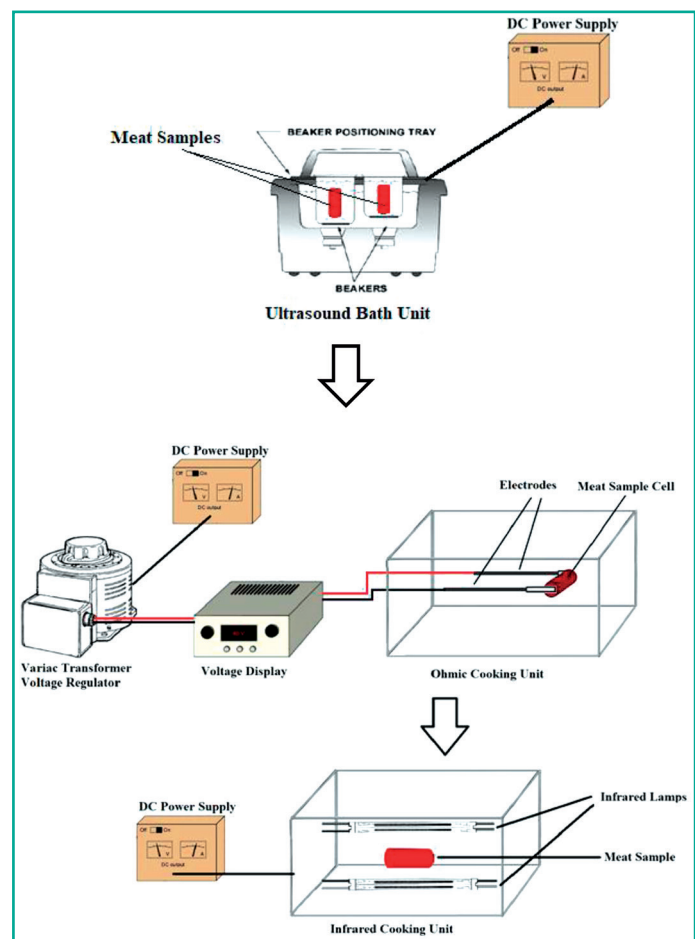 DC Power Supply
Off On
V A
DC output
Meat Samples
BEAKER POSITIONING TRAY
BEAKERS
Ultrasound Bath Unit
DC Power Supply
Off On
V A
DC output
Electrodes
Meat Sample Cell
Variac Transformer
Voltage Regulator
Voltage Display
Ohmic Cooking Unit
DC Power Supply
Off On
V A
DC output
Infrared Lamps
Meat Sample
Infrared Cooking Unit